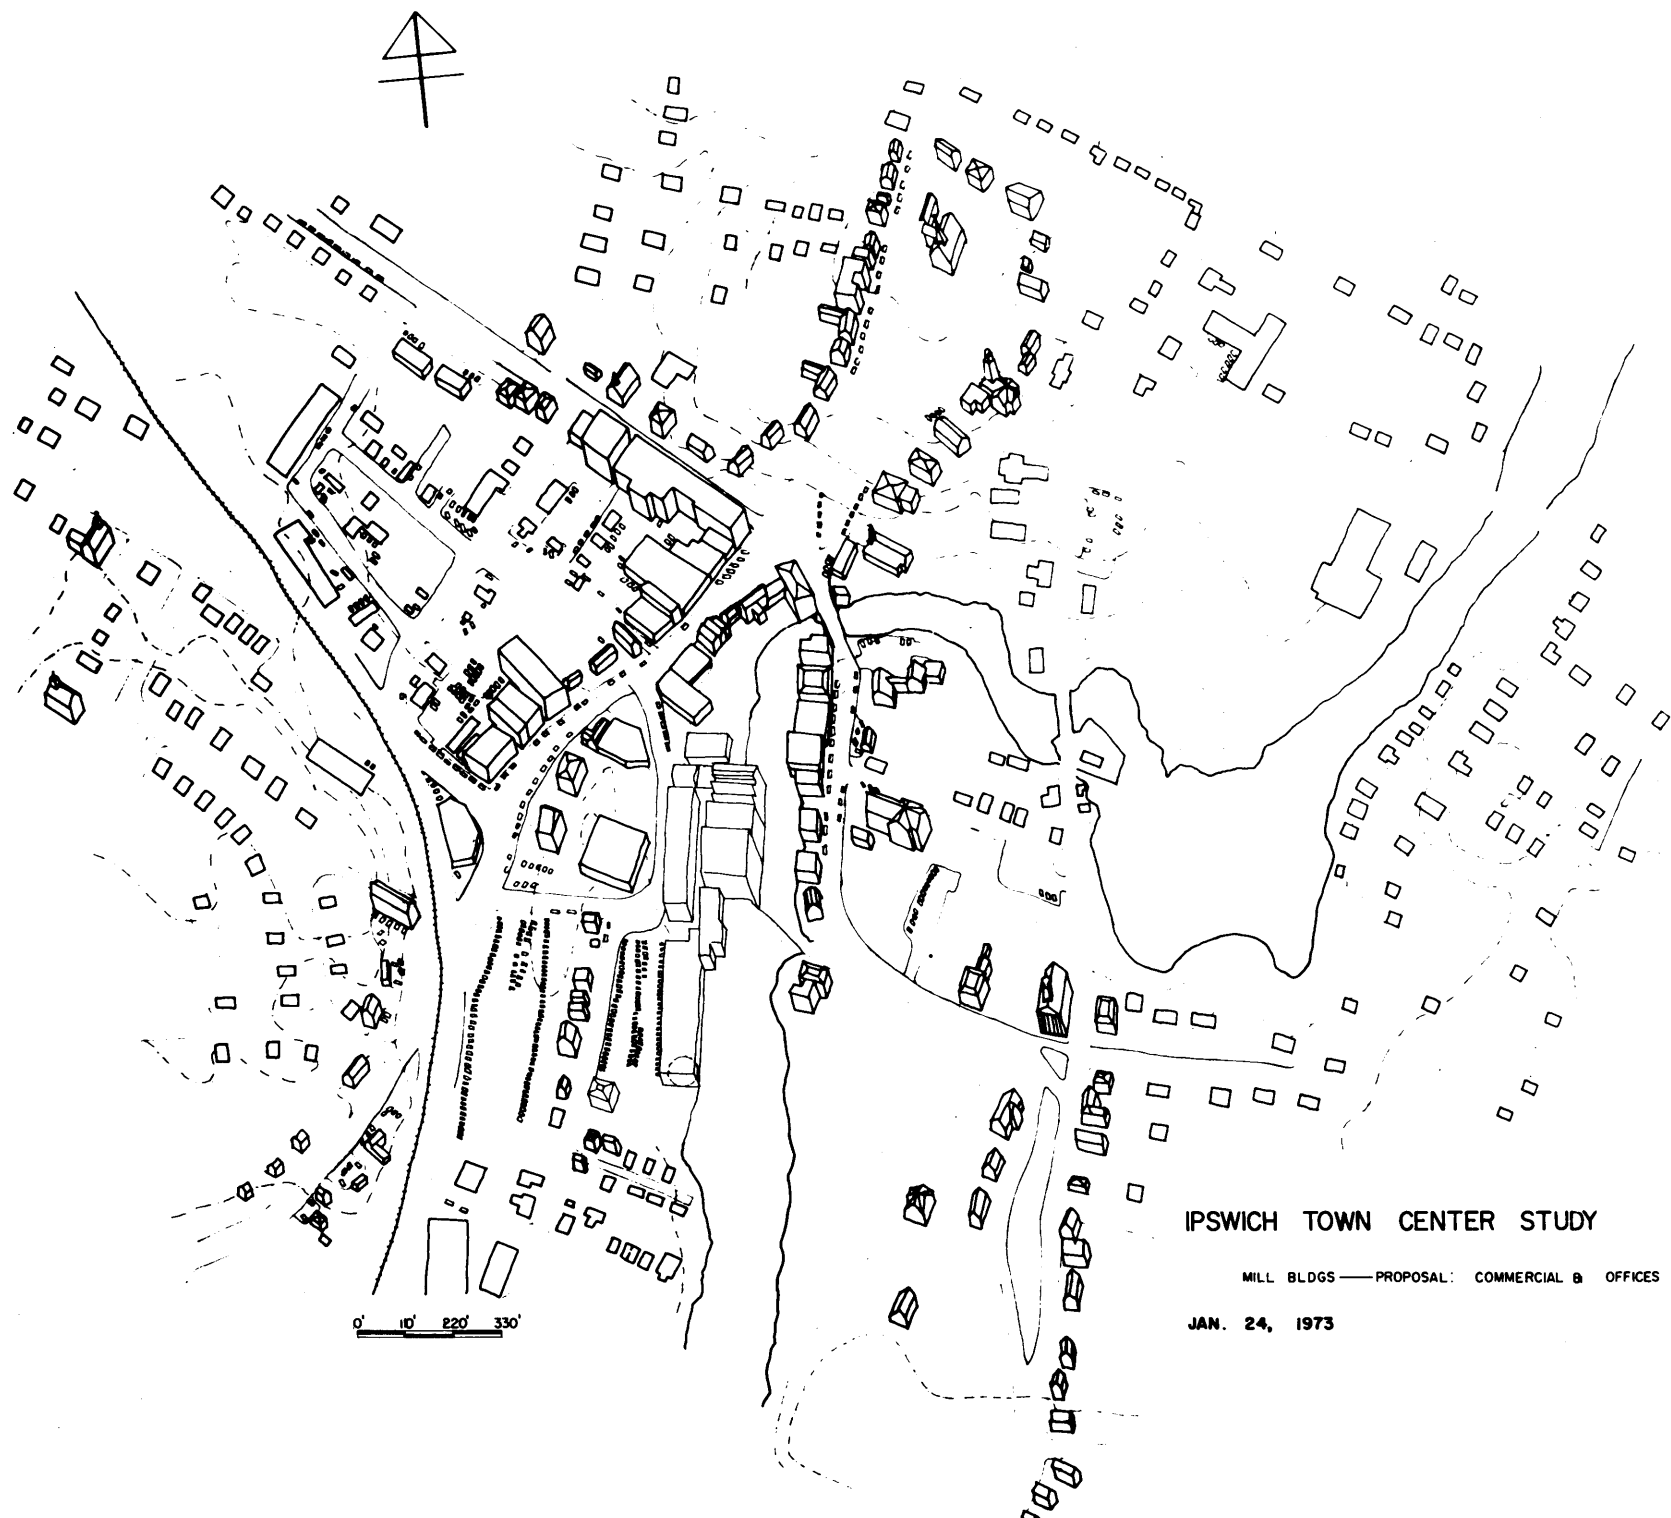 IPSWICH TOWN CENTER STUDY
MILL BLDGS — PROPOSAL: COMMERCIAL & OFFICES
JAN. 24, 1973
0' 110' 220' 330'